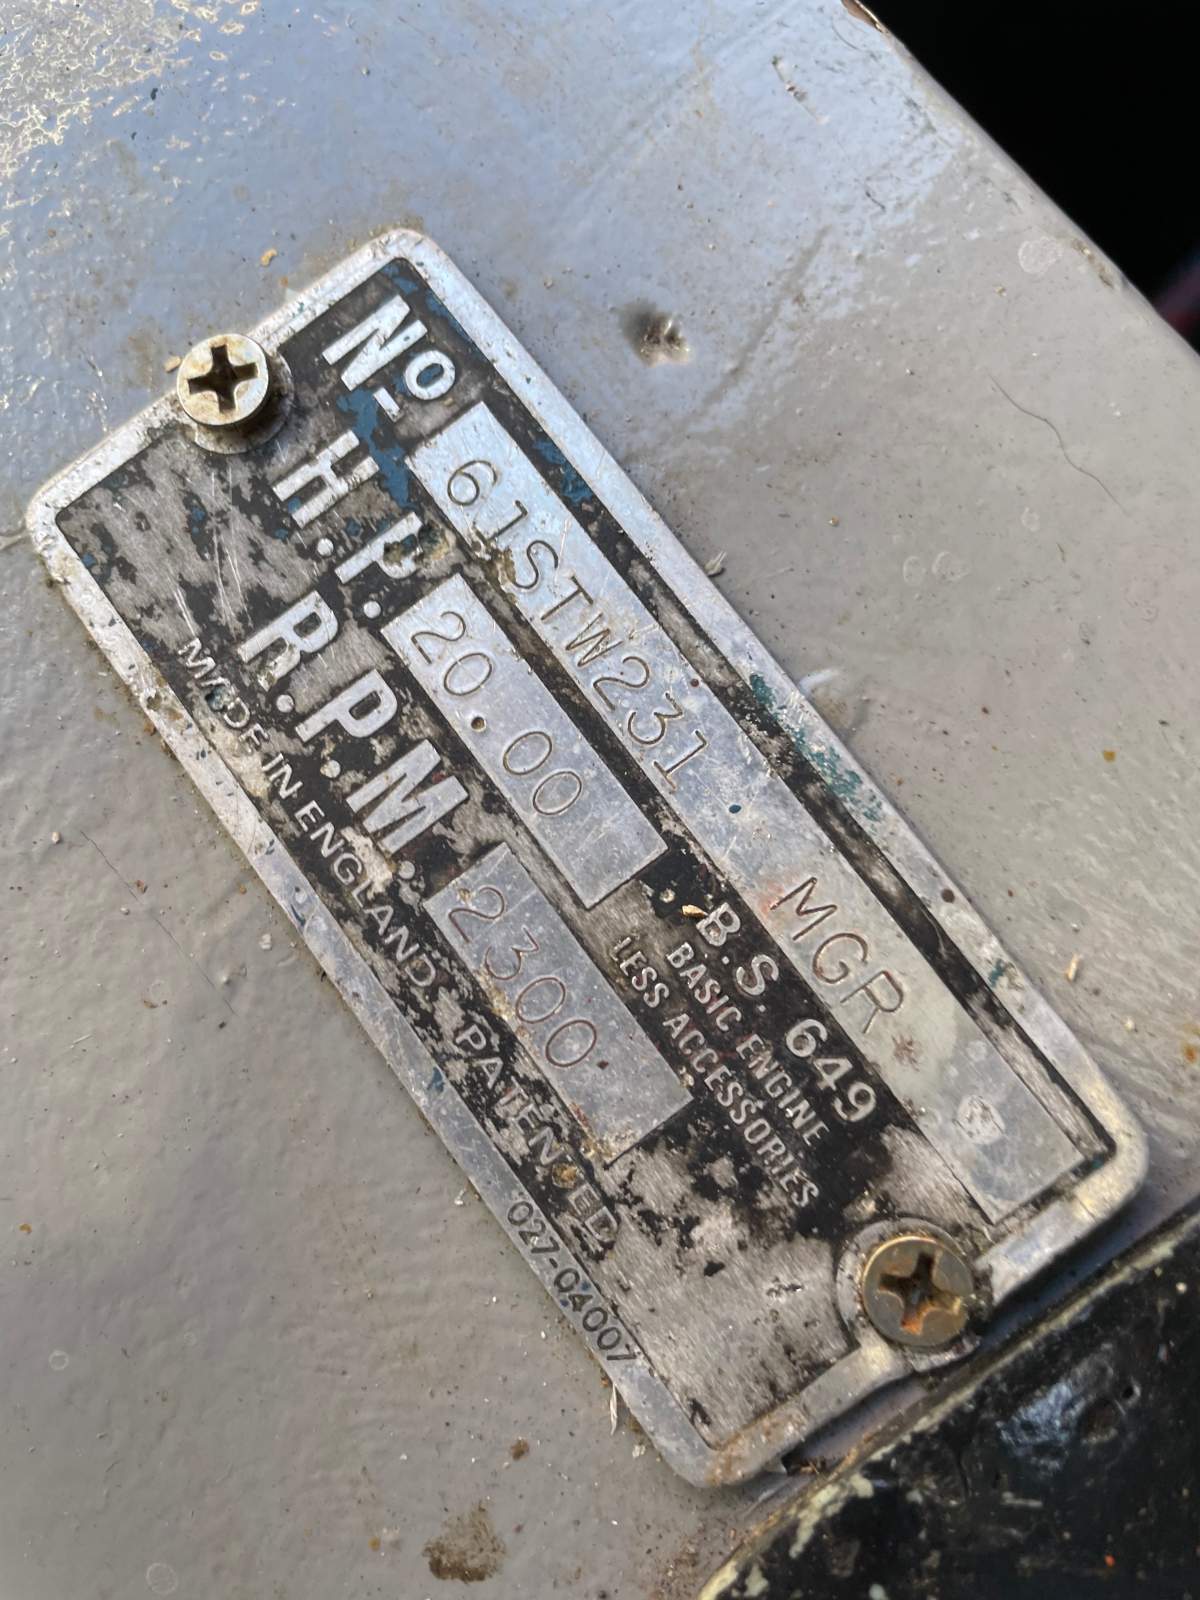 No. 61STW231 MGR
H.P. 20.00 B.S. 649
BASIC ENGINE
LESS ACCESSORIES
R.P.M. 2300
MADE IN ENGLAND. PATENTED
027-04007